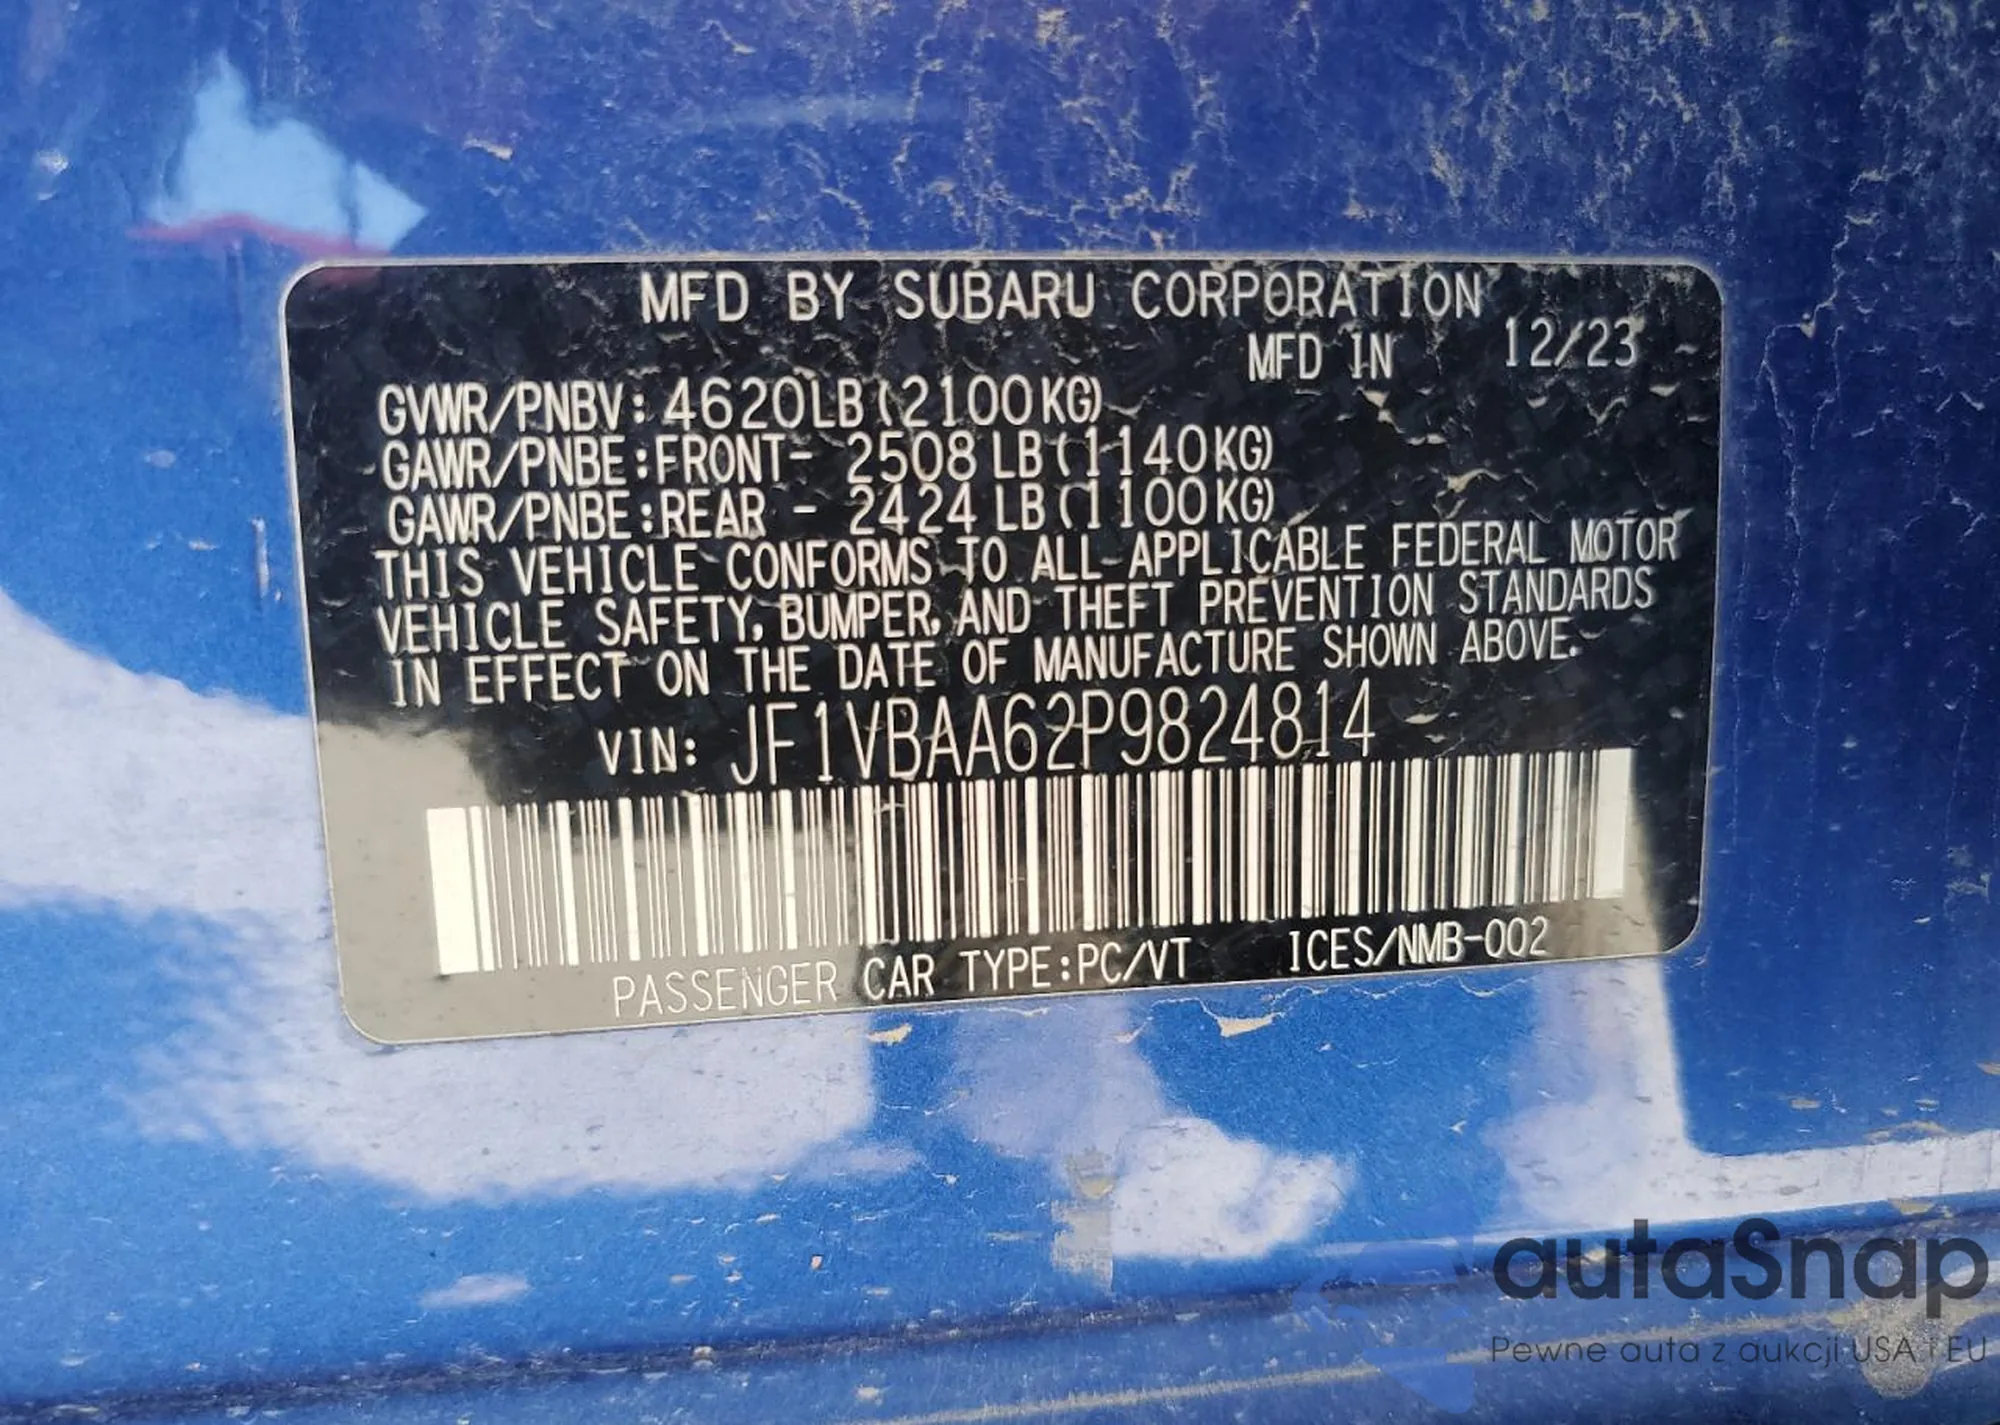 MFD BY SUBARU CORPORATION
MFD IN 12/23
GVWR/PNBV: 4620LB(2100KG)
GAWR/PNBE:FRONT- 2508 LB(1140KG)
GAWR/PNBE:REAR - 2424 LB(1100KG)
THIS VEHICLE CONFORMS TO ALL APPLICABLE FEDERAL MOTOR
VEHICLE SAFETY, BUMPER, AND THEFT PREVENTION STANDARDS
IN EFFECT ON THE DATE OF MANUFACTURE SHOWN ABOVE.
VIN: JF1VBAA62P9824814
PASSENGER CAR TYPE:PC/VT ICES/NMB-002
autaSnap
Pewne auta z aukcji USA i EU